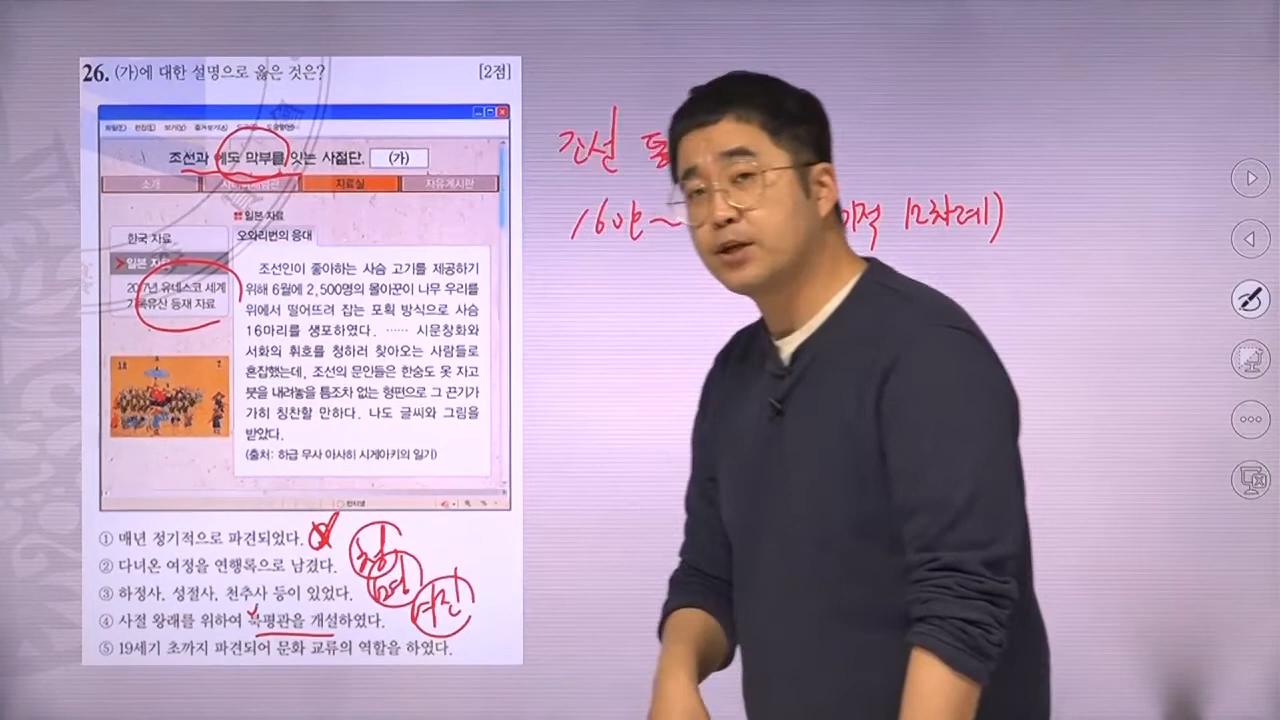 26. (가)에 대한 설명으로 옳은 것은? [2점]
조선과 에도 막부를 잇는 사절단. (가)
소개 자료실 자유게시판
일본 자료
한국 자료
일본 자료
2017년 유네스코 세계
기록유산 등재 자료
오와리번의 응대
조선인이 좋아하는 사슴 고기를 제공하기
위해 6월에 2,500명의 몰이꾼이 나무 우리를
위에서 떨어뜨려 잡는 포획 방식으로 사슴
16마리를 생포하였다. …… 시문창화와
서화의 휘호를 청하러 찾아오는 사람들로
혼잡했는데, 조선의 문인들은 한숨도 못 자고
붓을 내려놓을 틈조차 없는 형편으로 그 끈기가
가히 칭찬할 만하다. 나도 글씨와 그림을
받았다.
(출처: 하급 무사 아사히 시게아키의 일기)
인터넷
① 매년 정기적으로 파견되었다.
② 다녀온 여정을 연행록으로 남겼다.
③ 하정사, 성절사, 천추사 등이 있었다.
④ 사절 왕래를 위하여 북평관을 개설하였다.
⑤ 19세기 초까지 파견되어 문화 교류의 역할을 하였다.
청
명
여진
조선 통
16만~
12차례)